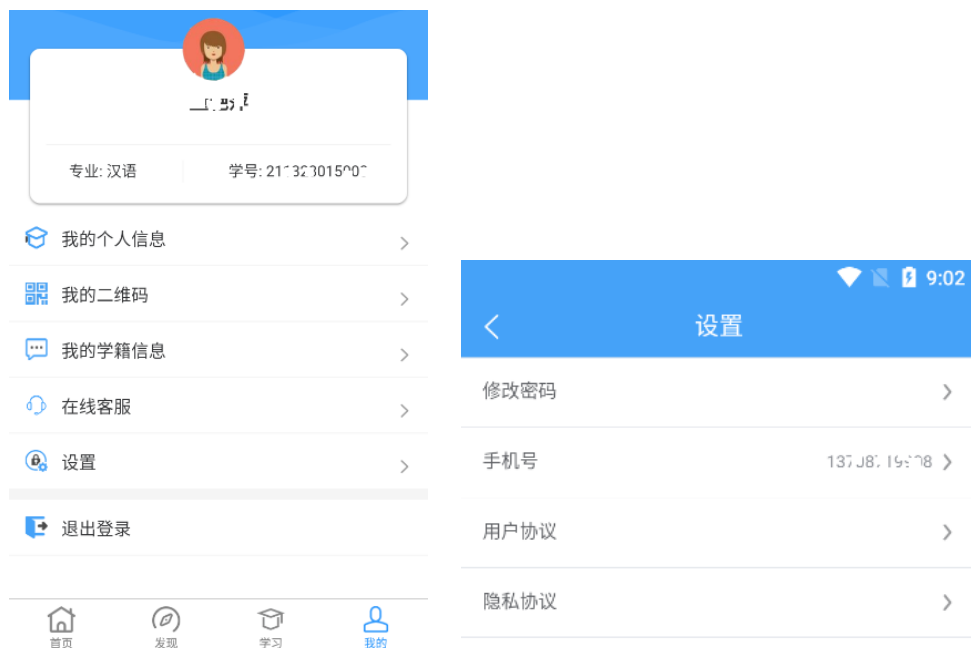 专业: 汉语
学号:
我的个人信息
我的二维码
我的学籍信息
在线客服
设置
退出登录
首页
发现
学习
我的
9:02
设置
修改密码
手机号
用户协议
隐私协议